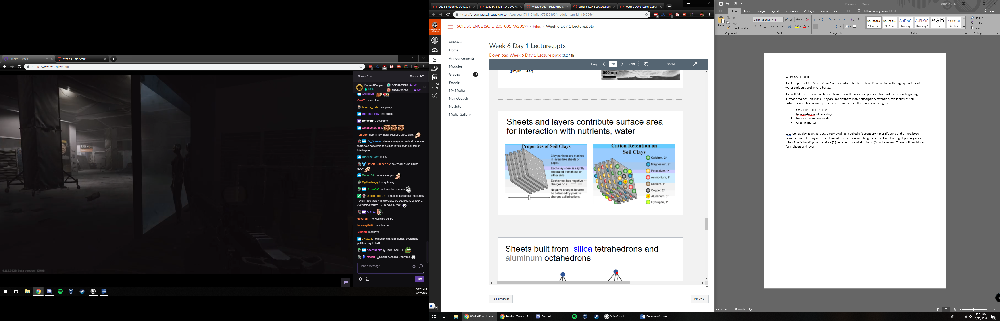 Smoke - Twitch
Week 6 Homework
https://www.twitch.tv/smoke
Stream Chat
Rooms
DammitCooper
1,000
Setsuna9787 700
sneakerhead... 500
Cest7_: Nice play
benitez_dstv: nice plauy
BurningFishy: that stutter
fronts1ght: get some
winchester7150:
Temetre: holy fk how hard to kill are those guys
Rx_Queenn: i have a major in Political Science-
there was no talknig of politics in this chat, just talk of
ideologues
HideTheLoot: LULW
Desert_Ranger317: so casual as he jumps
away
Texas_361: where are gou
OgTheTrogg: Lucky timing
Ruvim555: just loot him and run
UncleFoodCBC: The best part about these new
Twitch mod tools? In two clicks we get to take a peek at
everything you've EVER said in chat.
X_eroz:
qeveren: The Prancing USEC
lucasuy0202: dam this raid
s0ngsu: monkaW
JNix231: no money changed hands, couldnt be
political, right chat?
Snarfindorf: @UncleFoodCBC
rfedeli: @UncleFoodCBC Show me
Send a message
Chat
0.11.2.2628 Beta version | DH0B
10:28 PM
2/12/2019
Course Modules: SOIL SCIE
SOIL SCIENCE (SOIL_205_0
Week 6 Day 1 Lecture.pptx
Week 6 Day 2 Lecture.pptx
Week 6 Day 3 Lecture.pptx
https://oregonstate.instructure.com/courses/1711151/files/73836160?module_item_id=18458664
Oregon State
University
96
SOIL SCIENCE (SOIL_205_001_W2019) > Files > Week 6 Day 1 Lecture.pptx
Winter 2019
Home
Announcements
Modules
Grades 11
People
My Media
NameCoach
NetTutor
Media Gallery
Week 6 Day 1 Lecture.pptx
Download Week 6 Day 1 Lecture.pptx (3.2 MB)
Page 20 of 26 ZOOM
(phyllo = leaf)
500 nm
Sheets and layers contribute surface area
for interaction with nutrients, water
Properties of Soil Clays
Clay particles are stacked
in layers like sheets of
paper.
Each clay sheet is slightly
separated from those on
either side.
Each sheet has negative
charges on it.
Negative charges have to
be balanced by positive
charges called cations.
Cation Retention on
Soil Clays
Calcium, 2+
Magnesium, 2+
Potassium, 1+
Ammonium, 1+
Sodium, 1+
Copper, 2+
Aluminum, 3+
Hydrogen, 1+
Sheets built from silica tetrahedrons and
aluminum octahedrons
Previous
Next
Week 6 Day 1 Lectu...
Smoke - Twitch - G...
Discord
VoiceAttack
Document1 - Word
Document1 - Word
Brennan Giles
File Home Insert Design Layout References Mailings Review View Help Tell me what you want to do Share
Paste
Cut
Copy
Format Painter
Clipboard
Calibri (Body) 11
Font
Paragraph
AaBbCcDc AaBbCcDc AaBbCc AaBbCcC AaB AaBbCcC
¶ Normal ¶ No Spac... Heading 1 Heading 2 Title Subtitle
Styles
Find
Replace
Select
Editing
Week 6 soil recap
Soil is important for “normalizing” water content, but has a hard time dealing with large quantities of
water suddenly and in rare bursts.
Soil colloids are organic and inorganic matter with very small particle sizes and correspondingly large
surface area per unit mass. They are important to water absorption, retention, availability of soil
nutrients, and shrink/swell properties within the soil. There are four categories:
1. Crystalline silicate clays
2. Noncrystalline silicate clays
3. Iron and aluminum oxides
4. Organic matter
Lets look at clay again. It is Extremely small, and called a “secondary mineral”. Sand and silt are both
primary minerals. Clay is formed through the physical and biogeochemical weathering of primary rocks.
It has 2 basic building blocks: silica (Si) tetrahedron and aluminum (Al) octahedron. These building blocks
form sheets and layers.
Page 1 of 1 137 words
100%
10:28 PM
2/12/2019